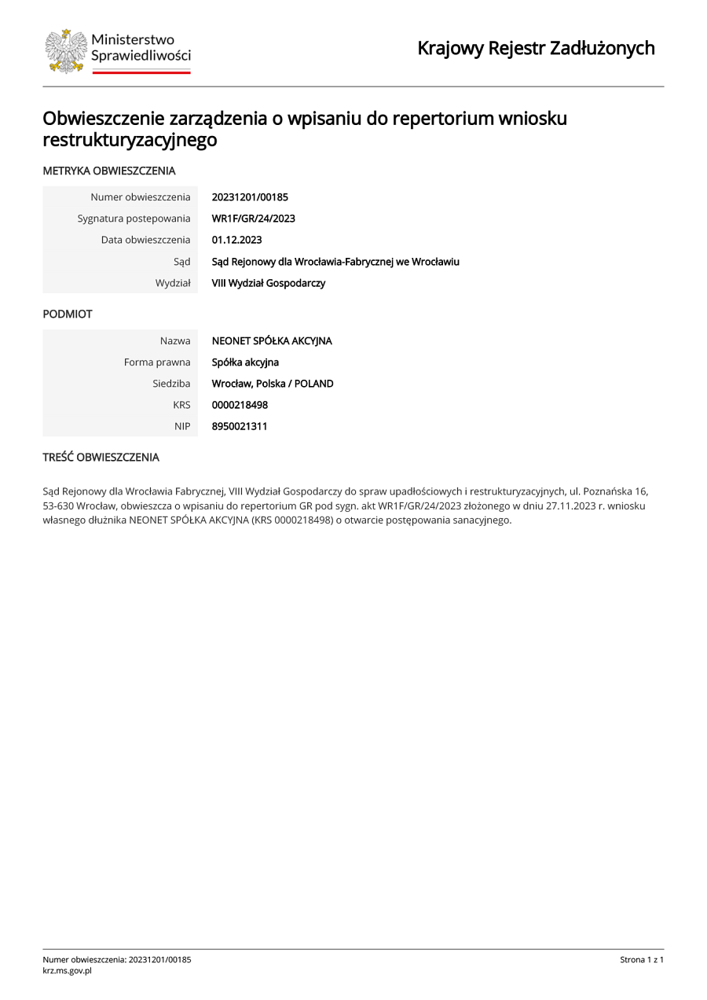 Ministerstwo
Sprawiedliwości
Krajowy Rejestr Zadłużonych
Obwieszczenie zarządzenia o wpisaniu do repertorium wniosku
restrukturyzacyjnego
METRYKA OBWIESZCZENIA
Numer obwieszczenia 20231201/00185
Sygnatura postepowania WR1F/GR/24/2023
Data obwieszczenia 01.12.2023
Sąd Sąd Rejonowy dla Wrocławia-Fabrycznej we Wrocławiu
Wydział VIII Wydział Gospodarczy
PODMIOT
Nazwa NEONET SPÓŁKA AKCYJNA
Forma prawna Spółka akcyjna
Siedziba Wrocław, Polska / POLAND
KRS 0000218498
NIP 8950021311
TREŚĆ OBWIESZCZENIA
Sąd Rejonowy dla Wrocławia Fabrycznej, VIII Wydział Gospodarczy do spraw upadłościowych i restrukturyzacyjnych, ul. Poznańska 16,
53-630 Wrocław, obwieszcza o wpisaniu do repertorium GR pod sygn. akt WR1F/GR/24/2023 złożonego w dniu 27.11.2023 r. wniosku
własnego dłużnika NEONET SPÓŁKA AKCYJNA (KRS 0000218498) o otwarcie postępowania sanacyjnego.
Numer obwieszczenia: 20231201/00185
krz.ms.gov.pl
Strona 1 z 1